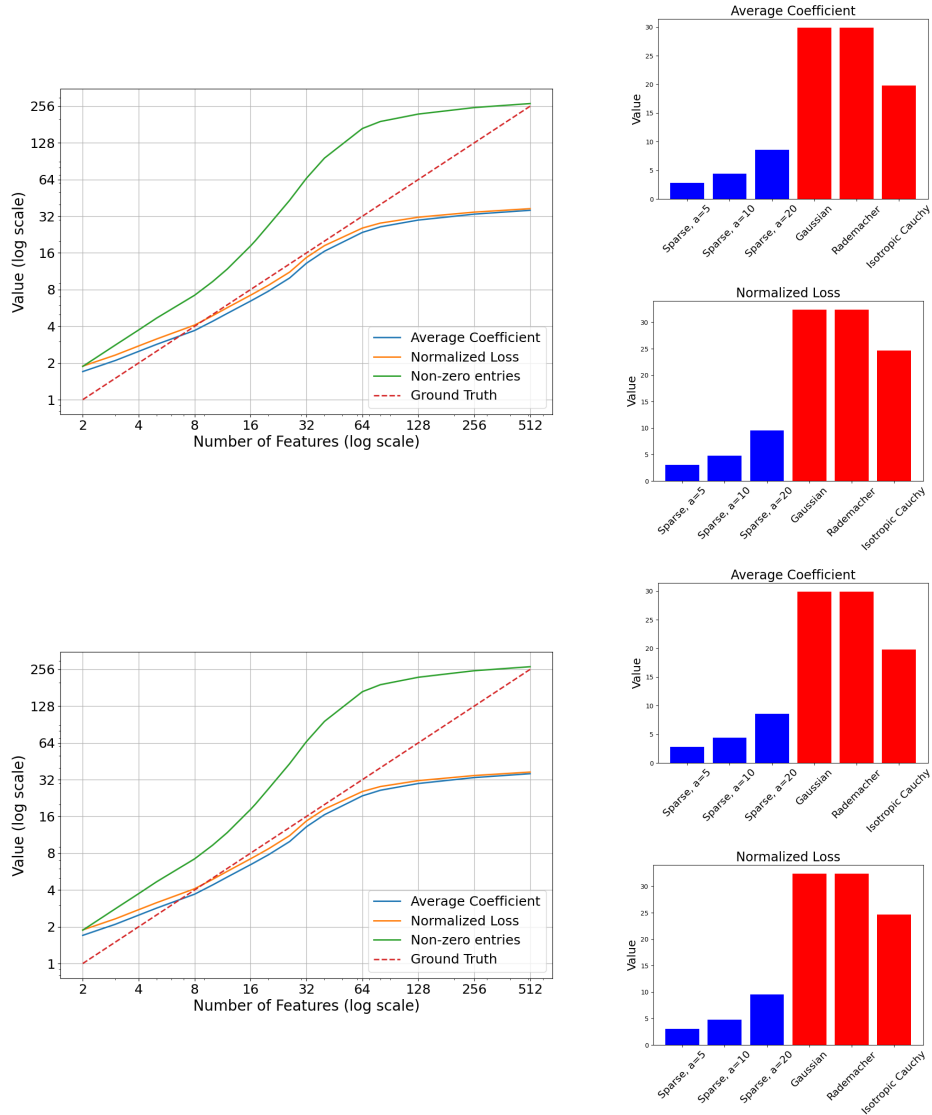 256
128
64
32
16
8
4
2
1
Value (log scale)
2 4 8 16 32 64 128 256 512
Number of Features (log scale)
Average Coefficient
Normalized Loss
Non-zero entries
Ground Truth
Average Coefficient
30
25
20
15
10
5
0
Value
Sparse, a=5
Sparse, a=10
Sparse, a=20
Gaussian
Rademacher
Isotropic Cauchy
Normalized Loss
30
25
20
15
10
5
0
Value
Sparse, a=5
Sparse, a=10
Sparse, a=20
Gaussian
Rademacher
Isotropic Cauchy
256
128
64
32
16
8
4
2
1
Value (log scale)
2 4 8 16 32 64 128 256 512
Number of Features (log scale)
Average Coefficient
Normalized Loss
Non-zero entries
Ground Truth
Average Coefficient
30
25
20
15
10
5
0
Value
Sparse, a=5
Sparse, a=10
Sparse, a=20
Gaussian
Rademacher
Isotropic Cauchy
Normalized Loss
30
25
20
15
10
5
0
Value
Sparse, a=5
Sparse, a=10
Sparse, a=20
Gaussian
Rademacher
Isotropic Cauchy